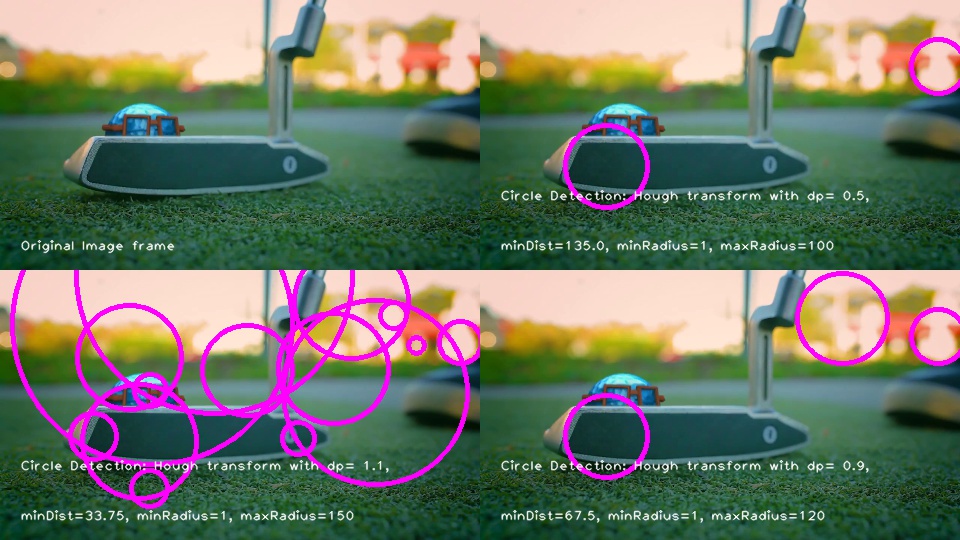 Original Image frame
Circle Detection: Hough transform with dp= 0.5,
minDist=135.0, minRadius=1, maxRadius=100
Circle Detection: Hough transform with dp= 1.1,
minDist=33.75, minRadius=1, maxRadius=150
Circle Detection: Hough transform with dp= 0.9,
minDist=67.5, minRadius=1, maxRadius=120